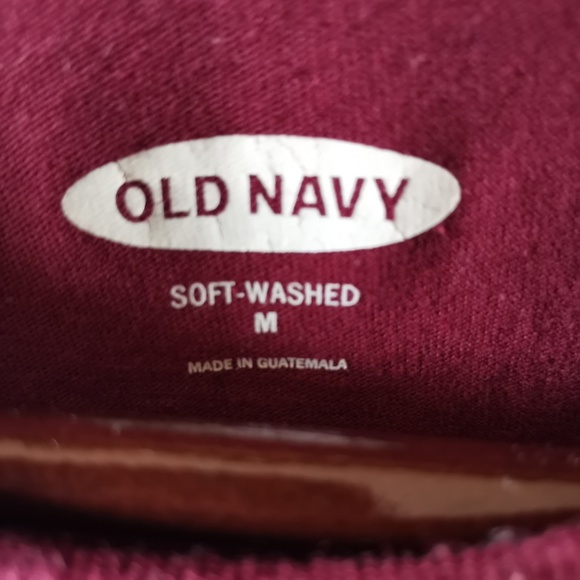 OLD NAVY
SOFT-WASHED
M
MADE IN GUATEMALA